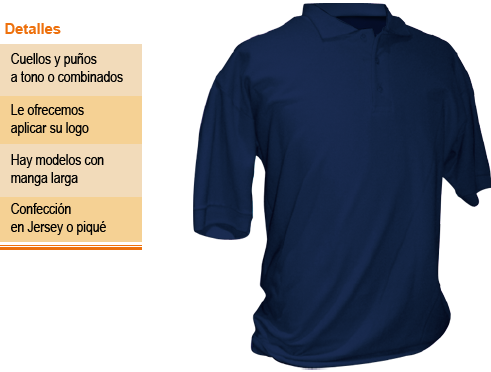 Detalles
Cuellos y puños
a tono o combinados
Le ofrecemos
aplicar su logo
Hay modelos con
manga larga
Confección
en Jersey o piqué